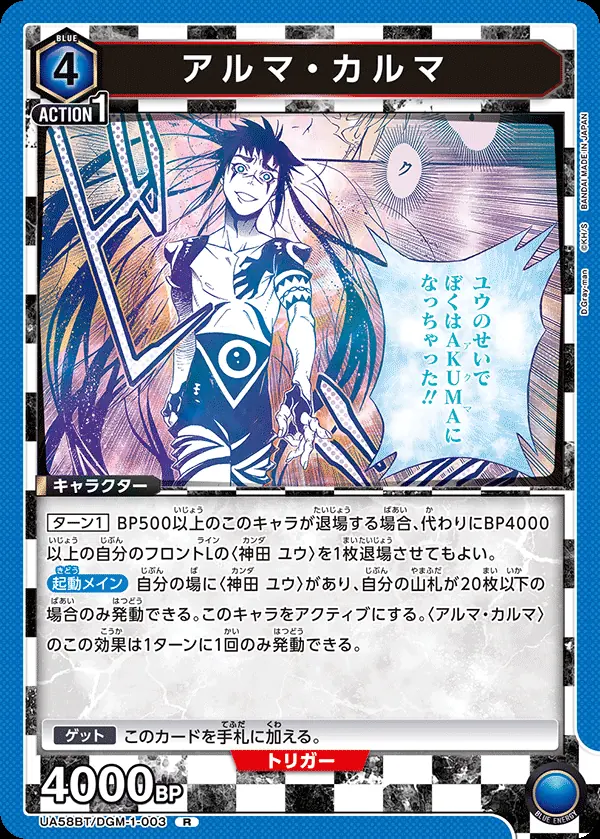 BLUE
4
ACTION 1
アルマ・カルマ
ク
ユウのせいで
ぼくはAKUMAに
なっちゃった!!
アクマ
D.Gray-man ©KH/S BANDAI MADE IN JAPAN
キャラクター
ターン1 BP500以上のこのキャラが退場する場合、代わりにBP4000
以上の自分のフロントLの〈神田 ユウ〉を1枚退場させてもよい。
起動メイン 自分の場に〈神田 ユウ〉があり、自分の山札が20枚以下の
場合のみ発動できる。このキャラをアクティブにする。〈アルマ・カルマ〉
のこの効果は1ターンに1回のみ発動できる。
ゲット このカードを手札に加える。
トリガー
4000BP
UA58BT/DGM-1-003 R
BLUE ENERGY